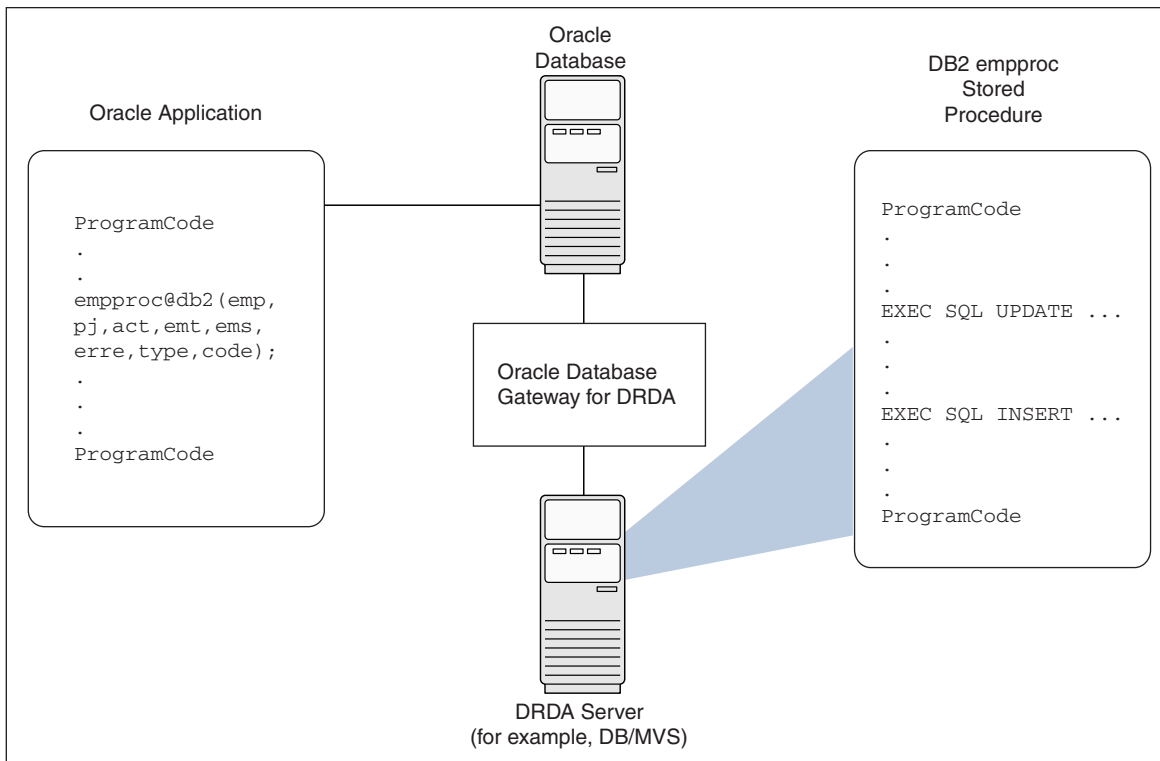 Oracle
Database
Oracle Application
ProgramCode
.
.
empproc@db2(emp,
pj,act,emt,ems,
erre,type,code);
.
.
.
ProgramCode
Oracle Database
Gateway for DRDA
DRDA Server
(for example, DB/MVS)
DB2 empproc
Stored
Procedure
ProgramCode
.
.
.
EXEC SQL UPDATE ...
.
.
.
EXEC SQL INSERT ...
.
.
.
ProgramCode